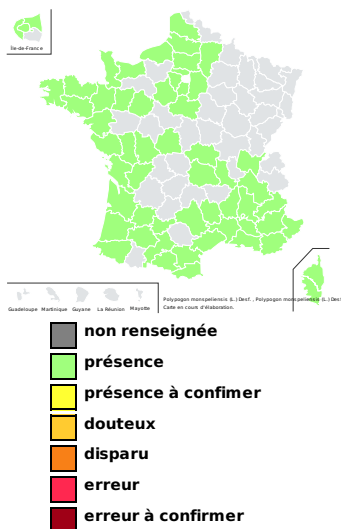 Île-de-France
Guadeloupe Martinique Guyane La Réunion Mayotte
Polypogon monspeliensis (L.) Desf. , Polypogon monspeliensis (L.) Desf
Carte en cours d'élaboration.
non renseignée
présence
présence à confimer
douteux
disparu
erreur
erreur à confirmer